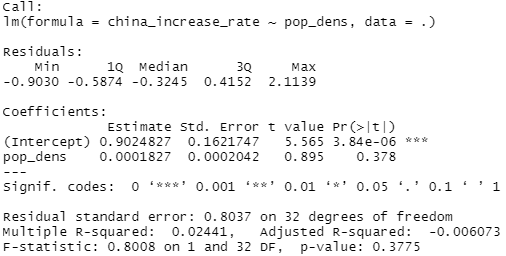 Call:
lm(formula = china_increase_rate ~ pop_dens, data = .)
Residuals:
Min 1Q Median 3Q Max
-0.9030 -0.5874 -0.3245 0.4152 2.1139
Coefficients:
Estimate Std. Error t value Pr(>|t|)
(Intercept) 0.9024827 0.1621747 5.565 3.84e-06 ***
pop_dens 0.0001827 0.0002042 0.895 0.378
---
Signif. codes: 0 ‘***’ 0.001 ‘**’ 0.01 ‘*’ 0.05 ‘.’ 0.1 ‘ ’ 1
Residual standard error: 0.8037 on 32 degrees of freedom
Multiple R-squared: 0.02441, Adjusted R-squared: -0.006073
F-statistic: 0.8008 on 1 and 32 DF, p-value: 0.3775